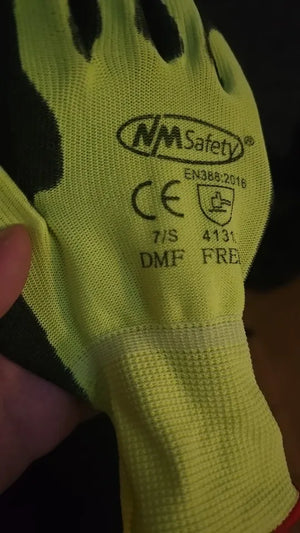 NMSafety®
EN388:2016
CE
7/S 4131
DMF FREE